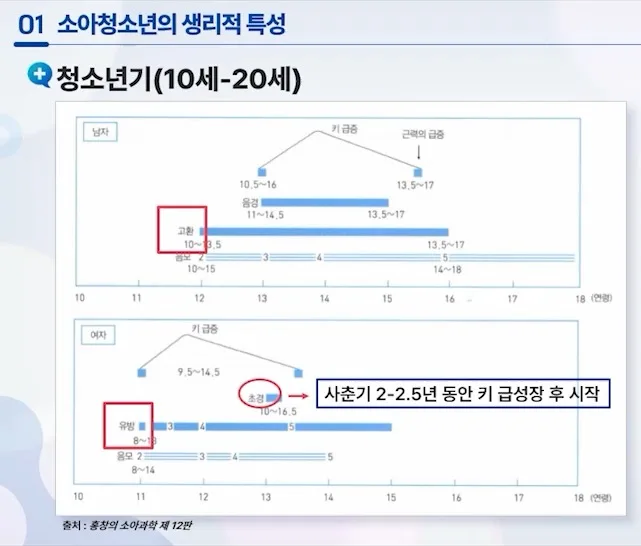 01 소아청소년의 생리적 특성
청소년기(10세-20세)
남자
키 급증
근력의 급증
10.5~16
13.5~17
음경
11~14.5
13.5~17
고환
10~13.5
13.5~17
음모 2 3 4 5
10~15
14~18
10 11 12 13 14 15 16 17 18 (연령)
여자
키 급증
9.5~14.5
초경
10~16.5
사춘기 2-2.5년 동안 키 급성장 후 시작
유방 3 4 5
8~13
음모 2 3 4 5
8~14
10 11 12 13 14 15 16 17 18 (연령)
출처 : 홍창의 소아과학 제 12판